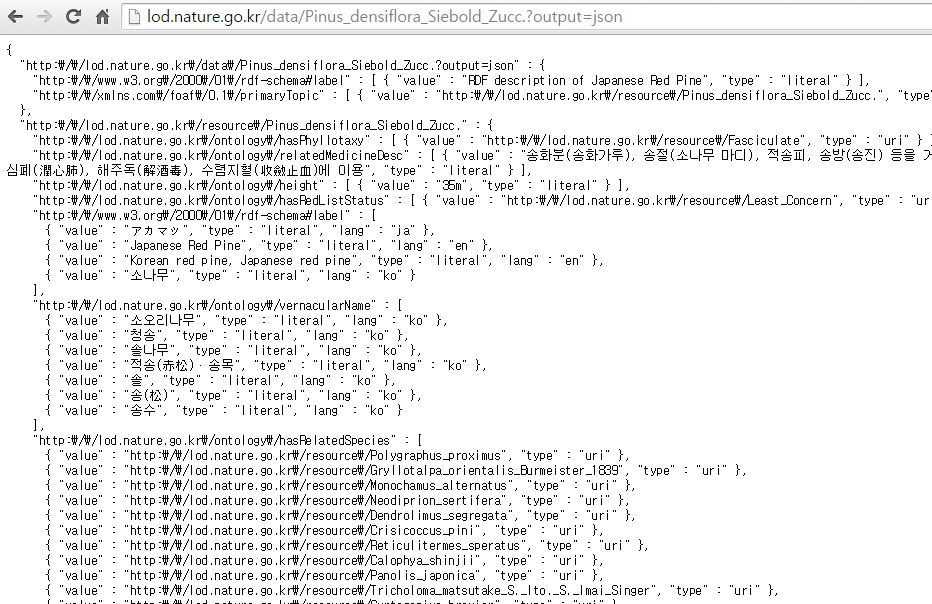 lod.nature.go.kr/data/Pinus_densiflora_Siebold_Zucc.?output=json
{
"http:₩/₩/lod.nature.go.kr₩/data₩/Pinus_densiflora_Siebold_Zucc.?output=json" : {
"http:₩/₩/www.w3.org₩/2000₩/01₩/rdf-schema#label" : [ { "value" : "RDF description of Japanese Red Pine", "type" : "literal" } ],
"http:₩/₩/xmlns.com₩/foaf₩/0.1₩/primaryTopic" : [ { "value" : "http:₩/₩/lod.nature.go.kr₩/resource₩/Pinus_densiflora_Siebold_Zucc.", "type"
},
"http:₩/₩/lod.nature.go.kr₩/resource₩/Pinus_densiflora_Siebold_Zucc." : {
"http:₩/₩/lod.nature.go.kr₩/ontology₩/hasPhyllotaxy" : [ { "value" : "http:₩/₩/lod.nature.go.kr₩/resource₩/Fasciculate", "type" : "uri" } ]
"http:₩/₩/lod.nature.go.kr₩/ontology₩/relatedMedicineDesc" : [ { "value" : "송화분(송화가루), 송절(소나무 마디), 적송피, 송방(송진) 등을 거
심폐(潤心肺), 해주독(解酒毒), 수렴지혈(收斂止血)에 이용", "type" : "literal" } ],
"http:₩/₩/lod.nature.go.kr₩/ontology₩/height" : [ { "value" : "35m", "type" : "literal" } ],
"http:₩/₩/lod.nature.go.kr₩/ontology₩/hasRedListStatus" : [ { "value" : "http:₩/₩/lod.nature.go.kr₩/resource₩/Least_Concern", "type" : "ur
"http:₩/₩/www.w3.org₩/2000₩/01₩/rdf-schema#label" : [
{ "value" : "アカマッ", "type" : "literal", "lang" : "ja" },
{ "value" : "Japanese Red Pine", "type" : "literal", "lang" : "en" },
{ "value" : "Korean red pine, Japanese red pine", "type" : "literal", "lang" : "en" },
{ "value" : "소나무", "type" : "literal", "lang" : "ko" }
],
"http:₩/₩/lod.nature.go.kr₩/ontology₩/vernacularName" : [
{ "value" : "소오리나무", "type" : "literal", "lang" : "ko" },
{ "value" : "청송", "type" : "literal", "lang" : "ko" },
{ "value" : "솔나무", "type" : "literal", "lang" : "ko" },
{ "value" : "적송(赤松)·송목", "type" : "literal", "lang" : "ko" },
{ "value" : "솔", "type" : "literal", "lang" : "ko" },
{ "value" : "송(松)", "type" : "literal", "lang" : "ko" },
{ "value" : "송수", "type" : "literal", "lang" : "ko" }
],
"http:₩/₩/lod.nature.go.kr₩/ontology₩/hasRelatedSpecies" : [
{ "value" : "http:₩/₩/lod.nature.go.kr₩/resource₩/Polygraphus_proximus", "type" : "uri" },
{ "value" : "http:₩/₩/lod.nature.go.kr₩/resource₩/Gryllotalpa_orientalis_Burmeister_1839", "type" : "uri" },
{ "value" : "http:₩/₩/lod.nature.go.kr₩/resource₩/Monochamus_alternatus", "type" : "uri" },
{ "value" : "http:₩/₩/lod.nature.go.kr₩/resource₩/Neodiprion_sertifera", "type" : "uri" },
{ "value" : "http:₩/₩/lod.nature.go.kr₩/resource₩/Dendrolimus_segregata", "type" : "uri" },
{ "value" : "http:₩/₩/lod.nature.go.kr₩/resource₩/Crisicoccus_pini", "type" : "uri" },
{ "value" : "http:₩/₩/lod.nature.go.kr₩/resource₩/Reticulitermes_speratus", "type" : "uri" },
{ "value" : "http:₩/₩/lod.nature.go.kr₩/resource₩/Calophya_shinjii", "type" : "uri" },
{ "value" : "http:₩/₩/lod.nature.go.kr₩/resource₩/Panolis_japonica", "type" : "uri" },
{ "value" : "http:₩/₩/lod.nature.go.kr₩/resource₩/Tricholoma_matsutake_S._Ito._S._Imai_Singer", "type" : "uri" },